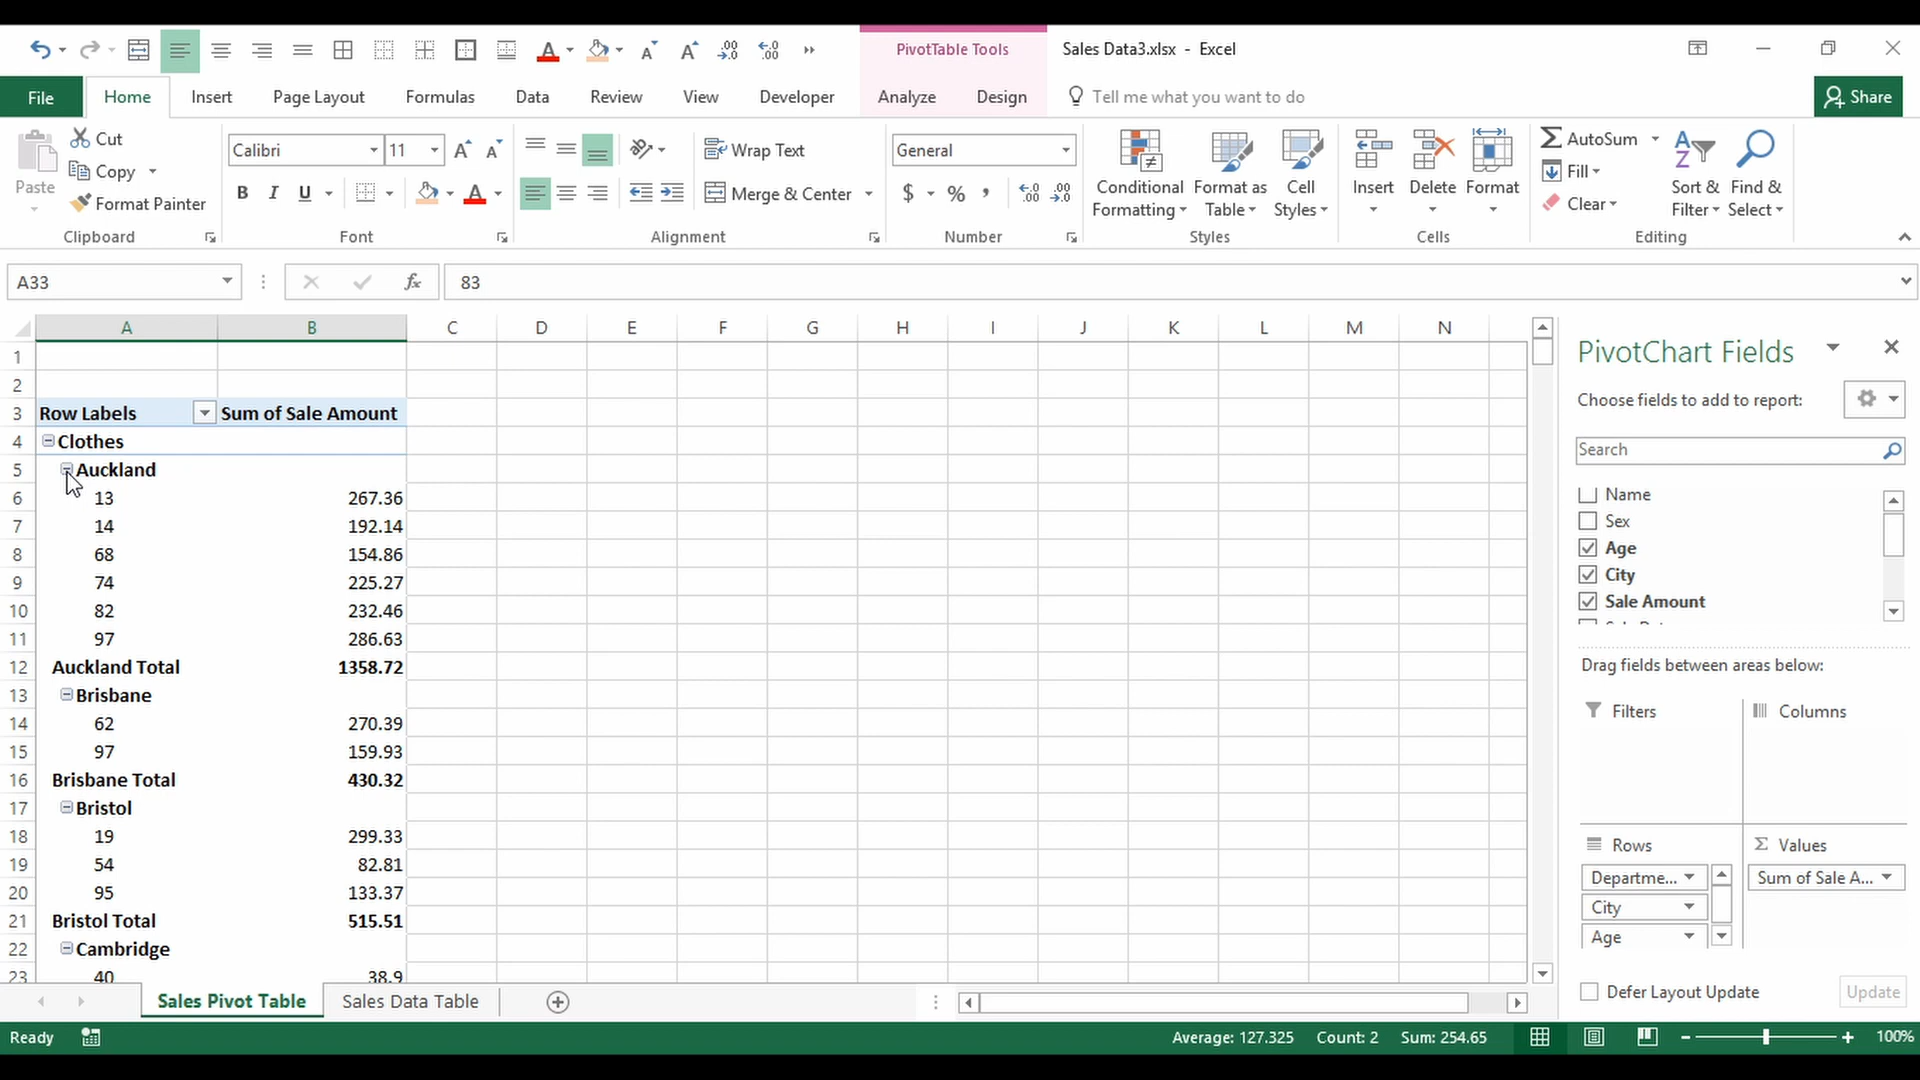 PivotTable Tools
Sales Data3.xlsx - Excel
File Home Insert Page Layout Formulas Data Review View Developer Analyze Design Tell me what you want to do Share
Paste
Cut
Copy
Format Painter
Clipboard
Calibri 11
B I U
Font
Wrap Text
Merge & Center
Alignment
General
$ % ,
Number
Conditional Formatting
Format as Table
Cell Styles
Styles
Insert
Delete
Format
Cells
AutoSum
Fill
Clear
Sort & Filter
Find & Select
Editing
A33 fx 83
A B C D E F G H I J K L M N
1
2
3 Row Labels Sum of Sale Amount
4 Clothes
5 Auckland
6 13 267.36
7 14 192.14
8 68 154.86
9 74 225.27
10 82 232.46
11 97 286.63
12 Auckland Total 1358.72
13 Brisbane
14 62 270.39
15 97 159.93
16 Brisbane Total 430.32
17 Bristol
18 19 299.33
19 54 82.81
20 95 133.37
21 Bristol Total 515.51
22 Cambridge
23 40 38.9
PivotChart Fields
Choose fields to add to report:
Search
Name
Sex
Age
City
Sale Amount
Drag fields between areas below:
Filters
Columns
Rows
Values
Departme...
Sum of Sale A...
City
Age
Defer Layout Update
Update
Sales Pivot Table Sales Data Table
Ready Average: 127.325 Count: 2 Sum: 254.65 100%